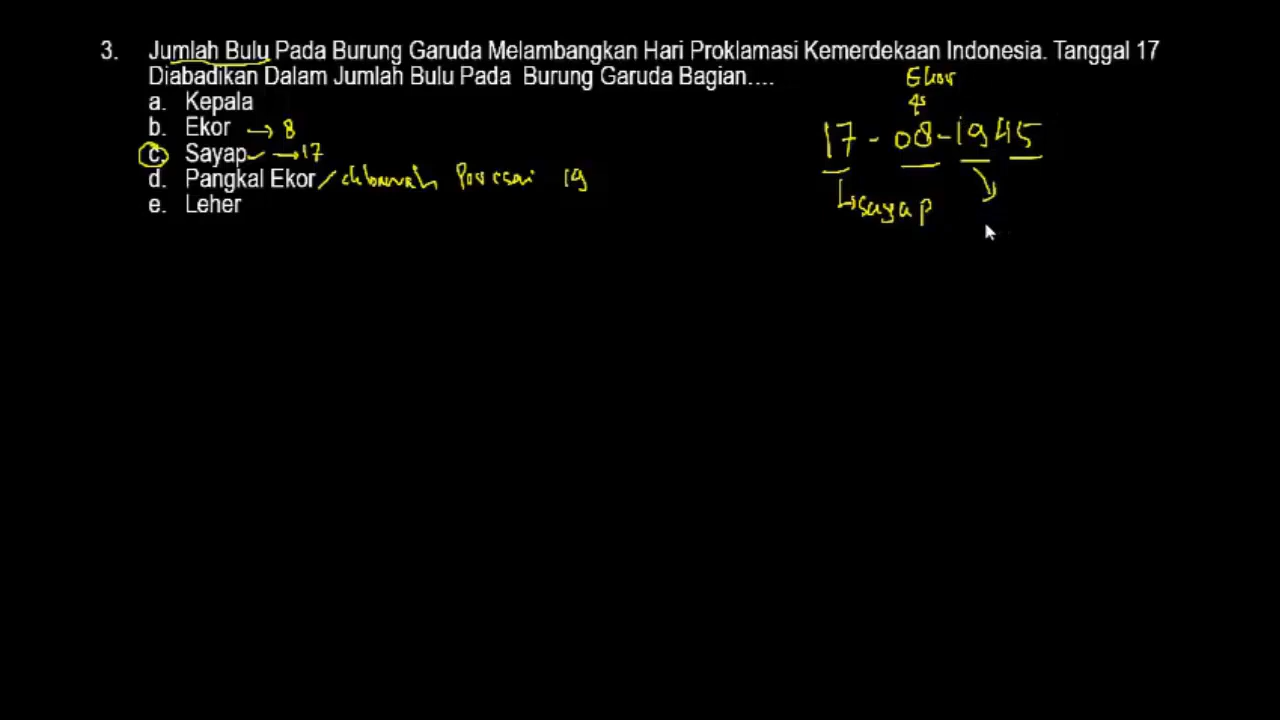 3. Jumlah Bulu Pada Burung Garuda Melambangkan Hari Proklamasi Kemerdekaan Indonesia. Tanggal 17
Diabadikan Dalam Jumlah Bulu Pada Burung Garuda Bagian....
Ekor
a. Kepala
b. Ekor → 8
17 - 08 - 1945
c. Sayap → 17
d. Pangkal Ekor / dibawah Perisai 19
→ sayap
e. Leher